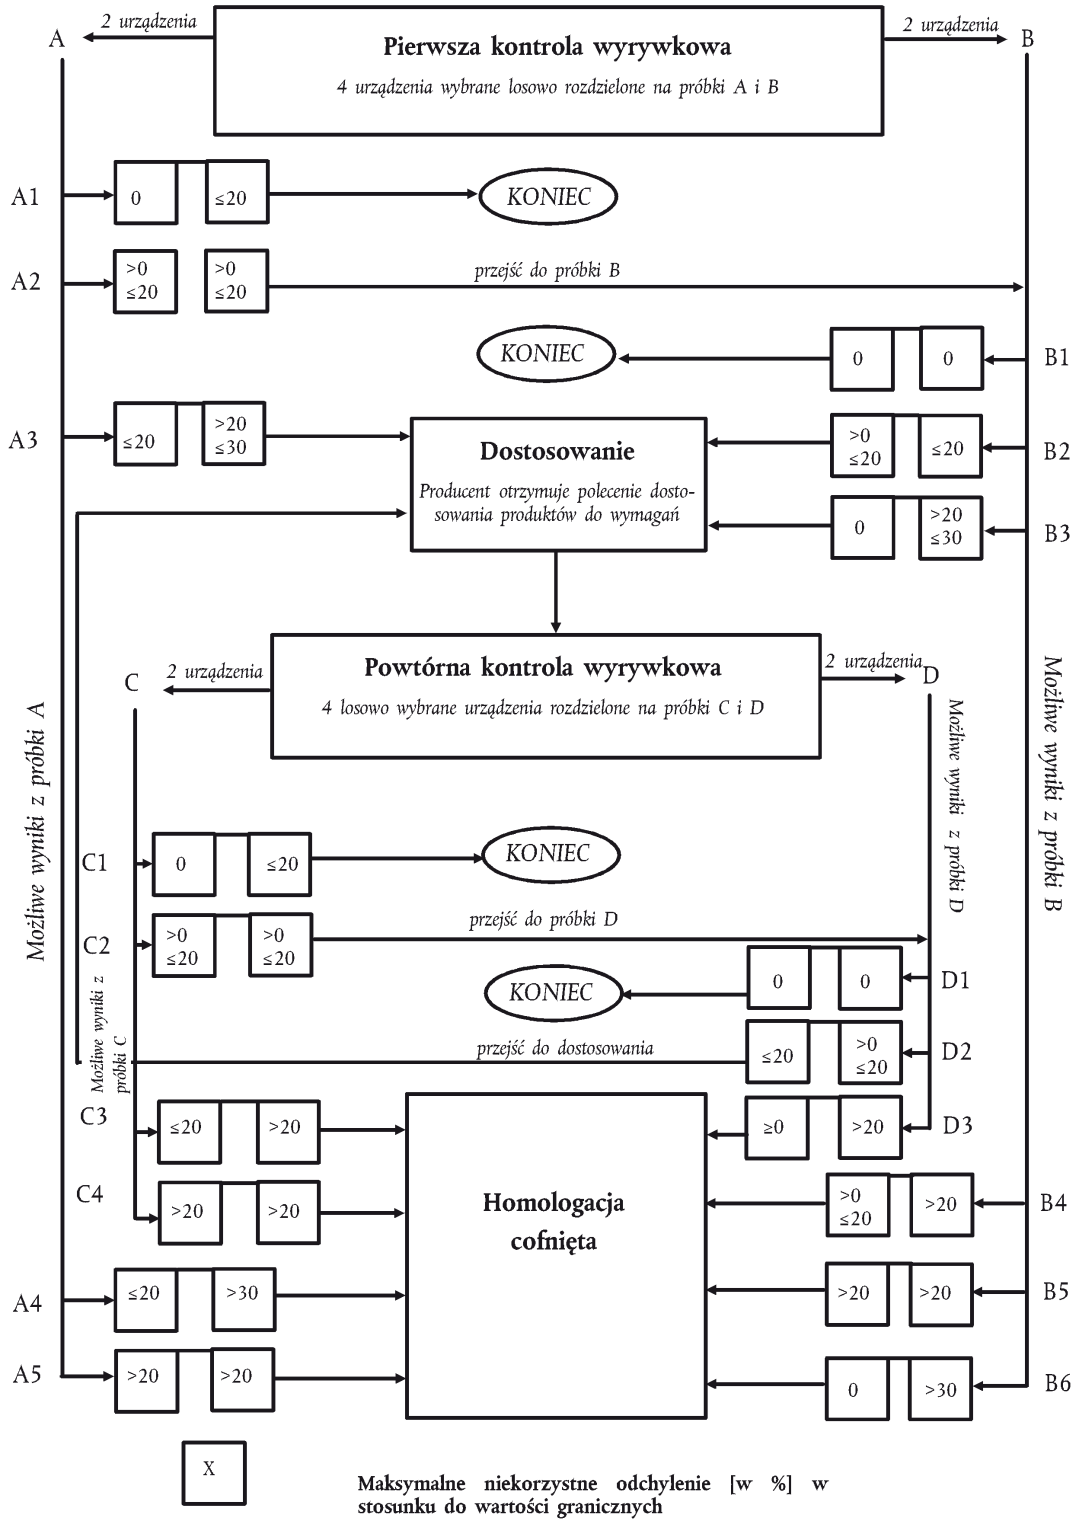 A
2 urządzenia
Pierwsza kontrola wyrywkowa
4 urządzenia wybrane losowo rozdzielone na próbki A i B
2 urządzenia
B
A1
0
≤20
KONIEC
A2
>0
≤20
>0
≤20
przejść do próbki B
KONIEC
0
0
B1
A3
≤20
>20
≤30
Dostosowanie
Producent otrzymuje polecenie dosto-
sowania produktów do wymagań
>0
≤20
≤20
B2
0
>20
≤30
B3
C
2 urządzenia
Powtórna kontrola wyrywkowa
4 losowo wybrane urządzenia rozdzielone na próbki C i D
2 urządzenia
D
Możliwe wyniki z próbki A
Możliwe wyniki z próbki D
Możliwe wyniki z próbki B
C1
0
≤20
KONIEC
C2
>0
≤20
>0
≤20
przejść do próbki D
Możliwe wyniki z
próbki C
KONIEC
0
0
D1
przejść do dostosowania
≤20
>0
≤20
D2
C3
≤20
>20
≥0
>20
D3
C4
>20
>20
Homologacja
cofnięta
>0
≤20
>20
B4
A4
≤20
>30
>20
>20
B5
A5
>20
>20
0
>30
B6
X
Maksymalne niekorzystne odchylenie [w %] w
stosunku do wartości granicznych